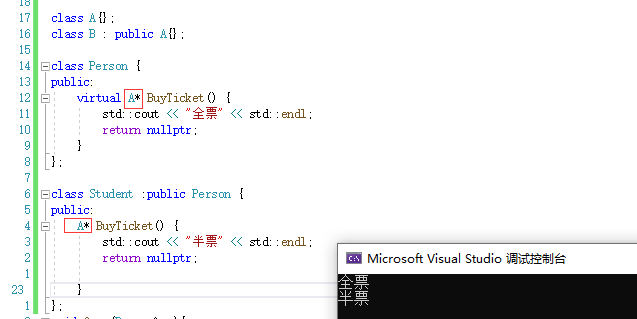 18
17 class A{};
16 class B : public A{};
15
14 class Person {
13 public:
12 virtual A* BuyTicket() {
11 std::cout << "全票" << std::endl;
10 return nullptr;
9 }
8 };
7
6 class Student :public Person {
5 public:
4 A* BuyTicket() {
3 std::cout << "半票" << std::endl;
2 return nullptr;
1
23 }
1 };
Microsoft Visual Studio 调试控制台
全票
半票